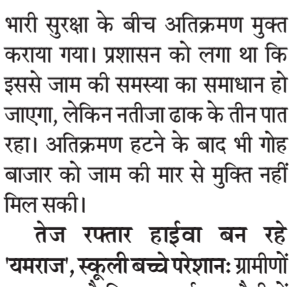 भारी सुरक्षा के बीच अतिक्रमण मुक्त
कराया गया। प्रशासन को लगा था कि
इससे जाम की समस्या का समाधान हो
जाएगा, लेकिन नतीजा ढाक के तीन पात
रहा। अतिक्रमण हटने के बाद भी गोह
बाजार को जाम की मार से मुक्ति नहीं
मिल सकी।
तेज रफ्तार हाईवा बन रहे
'यमराज', स्कूली बच्चे परेशानः ग्रामीणों